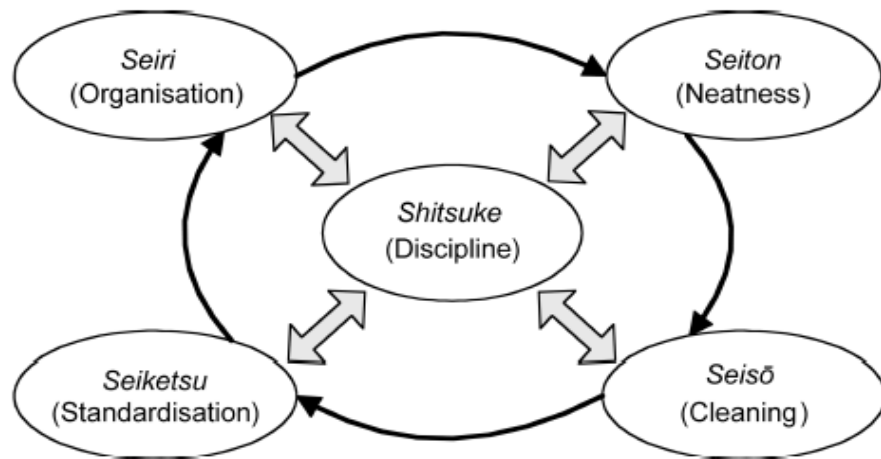 Seiri
(Organisation)
Seiton
(Neatness)
Shitsuke
(Discipline)
Seiketsu
(Standardisation)
Seisō
(Cleaning)